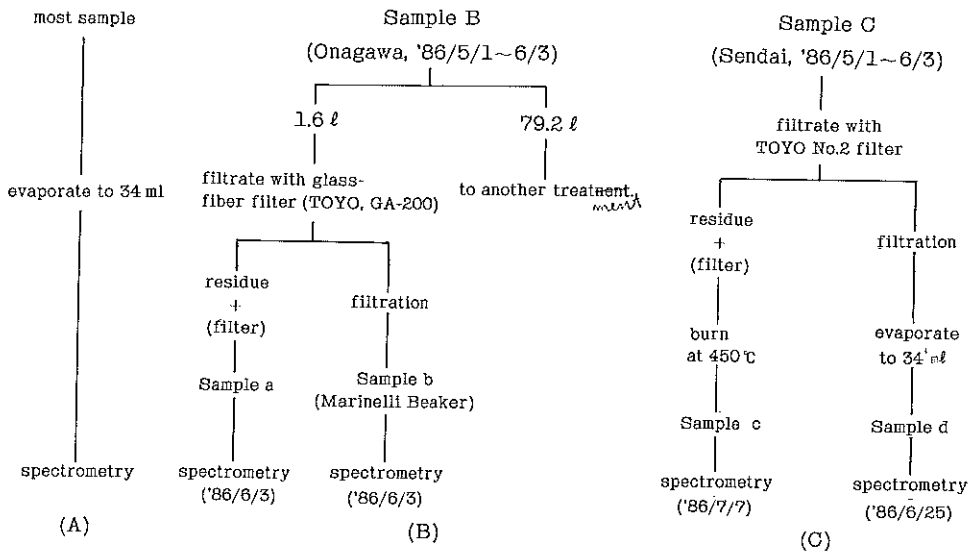 most sample
evaporate to 34 ml
spectrometry
(A)
Sample B
(Onagawa, '86/5/1~6/3)
1.6 ℓ
79.2 ℓ
filtrate with glass-
fiber filter (TOYO, GA-200)
to another treatment
ment
residue
+
(filter)
filtration
Sample a
Sample b
(Marinelli Beaker)
spectrometry
('86/6/3)
spectrometry
('86/6/3)
(B)
Sample C
(Sendai, '86/5/1~6/3)
filtrate with
TOYO No.2 filter
residue
+
(filter)
filtration
burn
at 450℃
evaporate
to 34 mℓ
Sample c
Sample d
spectrometry
('86/7/7)
spectrometry
('86/6/25)
(C)